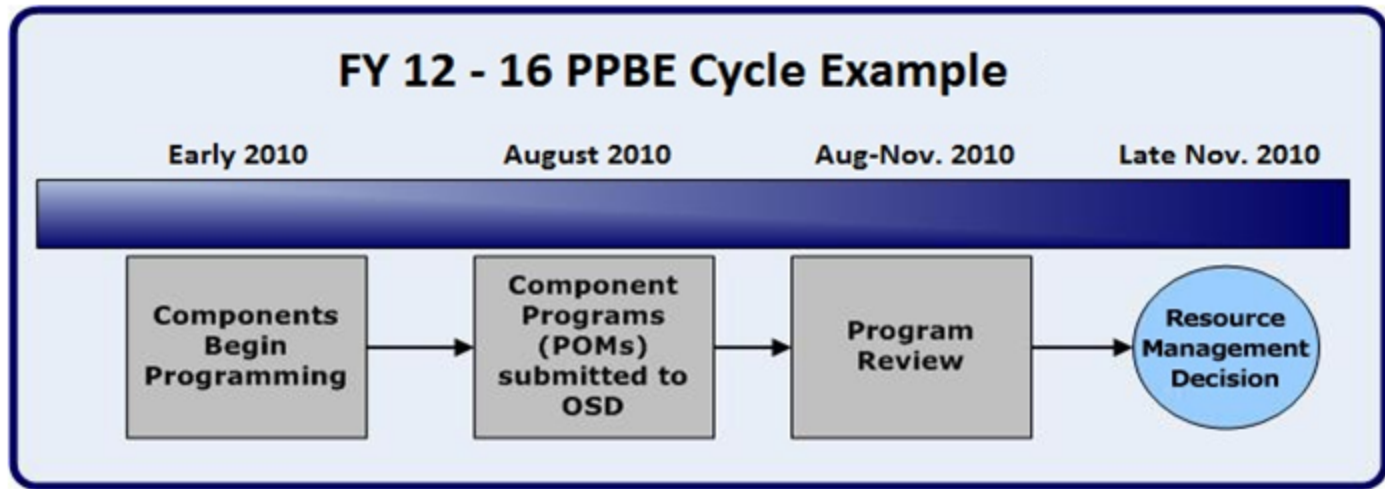 FY 12 - 16 PPBE Cycle Example
Early 2010
August 2010
Aug-Nov. 2010
Late Nov. 2010
Components
Begin
Programming
Component
Programs
(POMs)
submitted to
OSD
Program
Review
Resource
Management
Decision